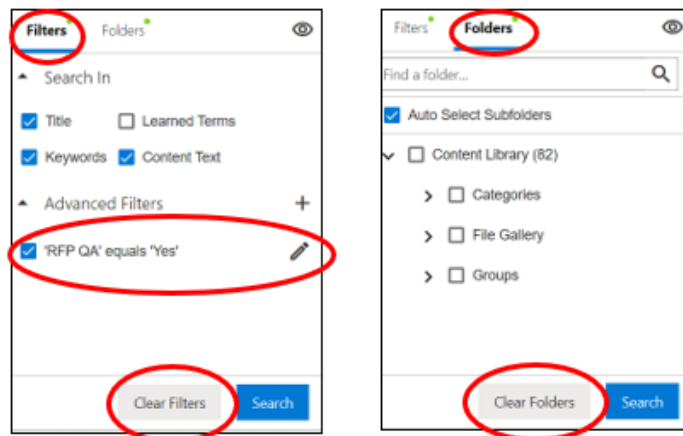 Filters Folders
Search In
Title Learned Terms
Keywords Content Text
Advanced Filters
'RFP QA' equals 'Yes'
Clear Filters Search
Filters Folders
Find a folder...
Auto Select Subfolders
Content Library (82)
Categories
File Gallery
Groups
Clear Folders Search